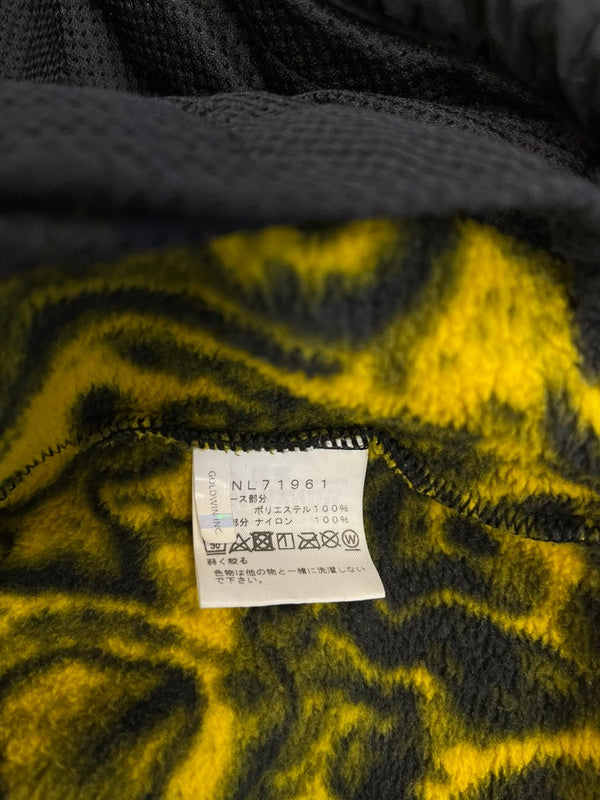 NL71961
ース部分
ポリエステル100%
部分 ナイロン 100%
30 W
弱く絞る
色物は他の物と一緒に洗濯しない
で下さい。
GOLDWIN INC